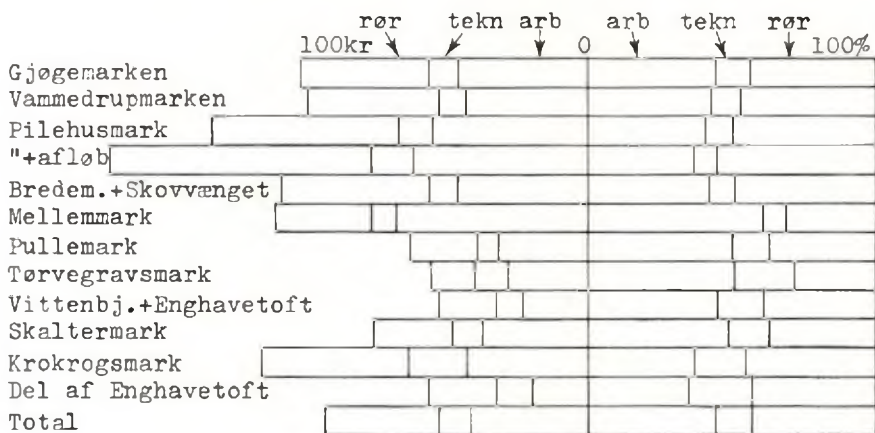 rør tekn arb arb tekn rør
100kr 0 100%
Gjøgemarken
Vammedrupmarken
Pilehusmark
"+afløb
Bredem.+Skovvænget
Mellemmark
Pullemark
Tørvegravsmark
Vittenbj.+Enghavetoft
Skaltermark
Krokrogsmark
Del af Enghavetoft
Total